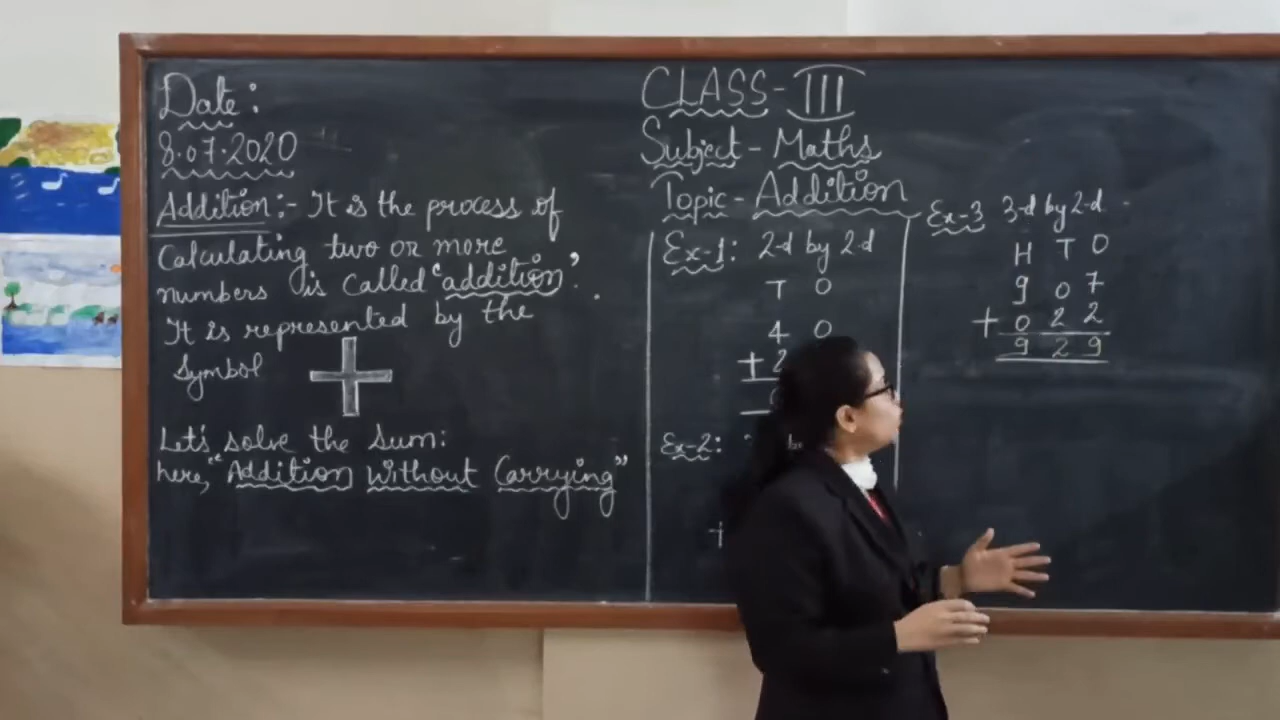 Date:
8.07.2020
Addition:- It is the process of
Calculating two or more
numbers is called "addition".
It is represented by the
Symbol +
Let's solve the Sum:
here, "Addition Without Carrying"
CLASS-III
Subject - Maths
Topic - Addition
Ex-1: 2-d by 2-d
T O
4 0
+ 2
Ex-2:
+
Ex-3 3-d by 2-d
H T O
9 0 7
+ 0 2 2
9 2 9